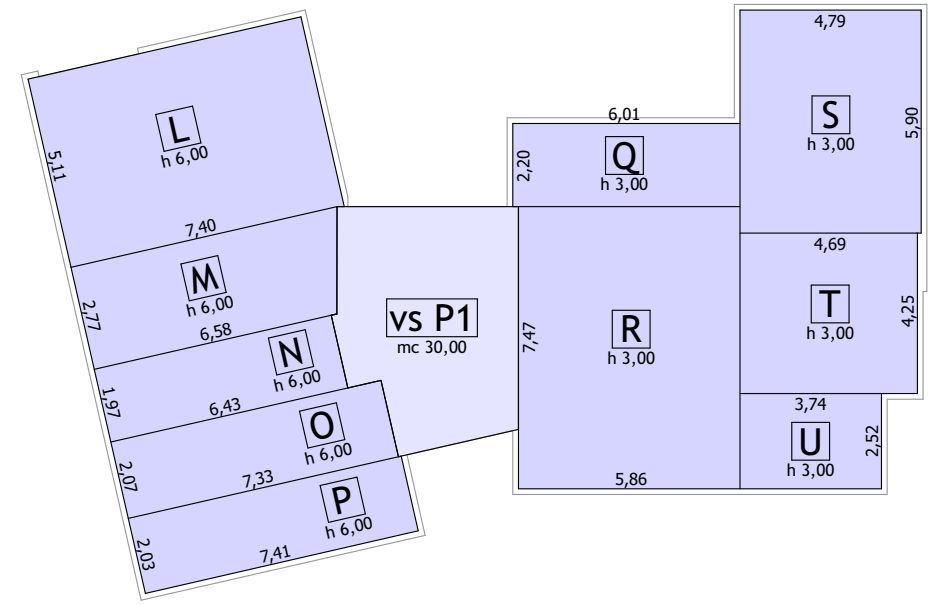 4,79
S
h 3,00
5,90
6,01
Q
h 3,00
2,20
L
h 6,00
5,11
7,40
M
h 6,00
2,77
6,58
N
h 6,00
1,97
6,43
O
h 6,00
2,07
7,33
P
h 6,00
2,03
7,41
vs P1
mc 30,00
7,47
R
h 3,00
5,86
4,69
T
h 3,00
4,25
3,74
U
h 3,00
2,52